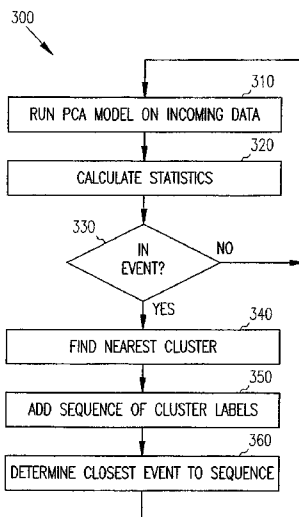 300
310
RUN PCA MODEL ON INCOMING DATA
320
CALCULATE STATISTICS
330
IN
EVENT?
NO
YES
340
FIND NEAREST CLUSTER
350
ADD SEQUENCE OF CLUSTER LABELS
360
DETERMINE CLOSEST EVENT TO SEQUENCE